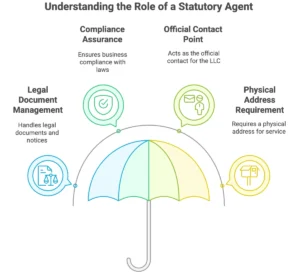 Understanding the Role of a Statutory Agent
Compliance
Assurance
Ensures business
compliance with
laws
Official Contact
Point
Acts as the official
contact for the LLC
Legal
Document
Management
Handles legal
documents and
notices
Physical
Address
Requirement
Requires a physical
address for service